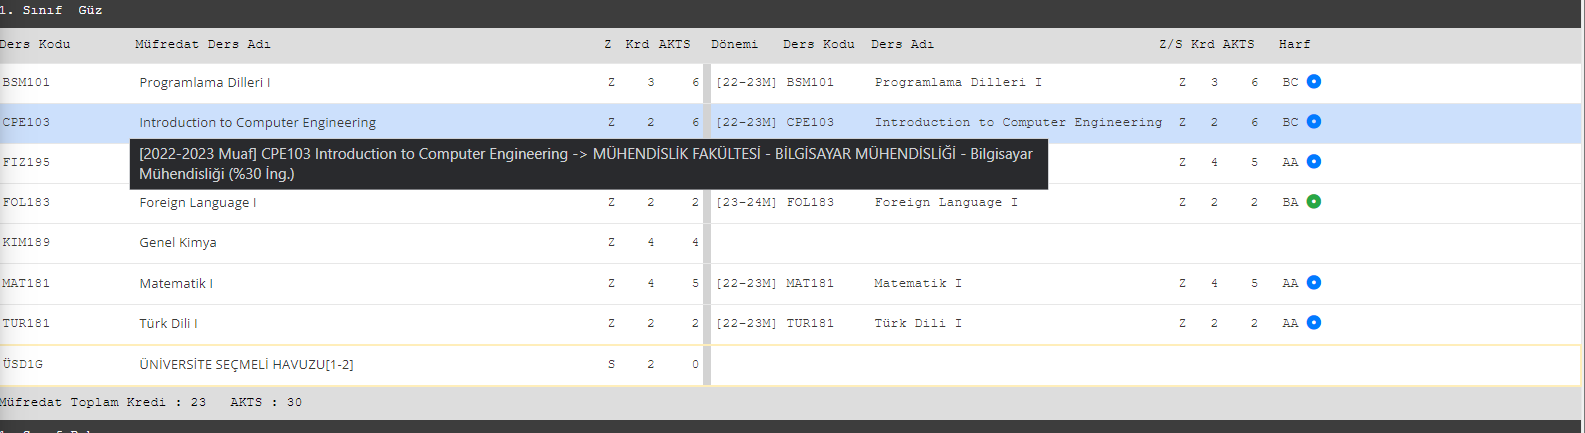 1. Sınıf Güz
Ders Kodu Müfredat Ders Adı Z Krd AKTS Dönemi Ders Kodu Ders Adı Z/S Krd AKTS Harf
BSM101 Programlama Dilleri I Z 3 6 [22-23M] BSM101 Programlama Dilleri I Z 3 6 BC
CPE103 Introduction to Computer Engineering Z 2 6 [22-23M] CPE103 Introduction to Computer Engineering Z 2 6 BC
[2022-2023 Muaf] CPE103 Introduction to Computer Engineering -> MÜHENDİSLİK FAKÜLTESİ - BİLGİSAYAR MÜHENDİSLİĞİ - Bilgisayar
Mühendisliği (%30 İng.)
FIZ195 Z 4 5 AA
FOL183 Foreign Language I Z 2 2 [23-24M] FOL183 Foreign Language I Z 2 2 BA
KIM189 Genel Kimya Z 4 4
MAT181 Matematik I Z 4 5 [22-23M] MAT181 Matematik I Z 4 5 AA
TUR181 Türk Dili I Z 2 2 [22-23M] TUR181 Türk Dili I Z 2 2 AA
ÜSD1G ÜNİVERSİTE SEÇMELİ HAVUZU[1-2] S 2 0
Müfredat Toplam Kredi : 23 AKTS : 30